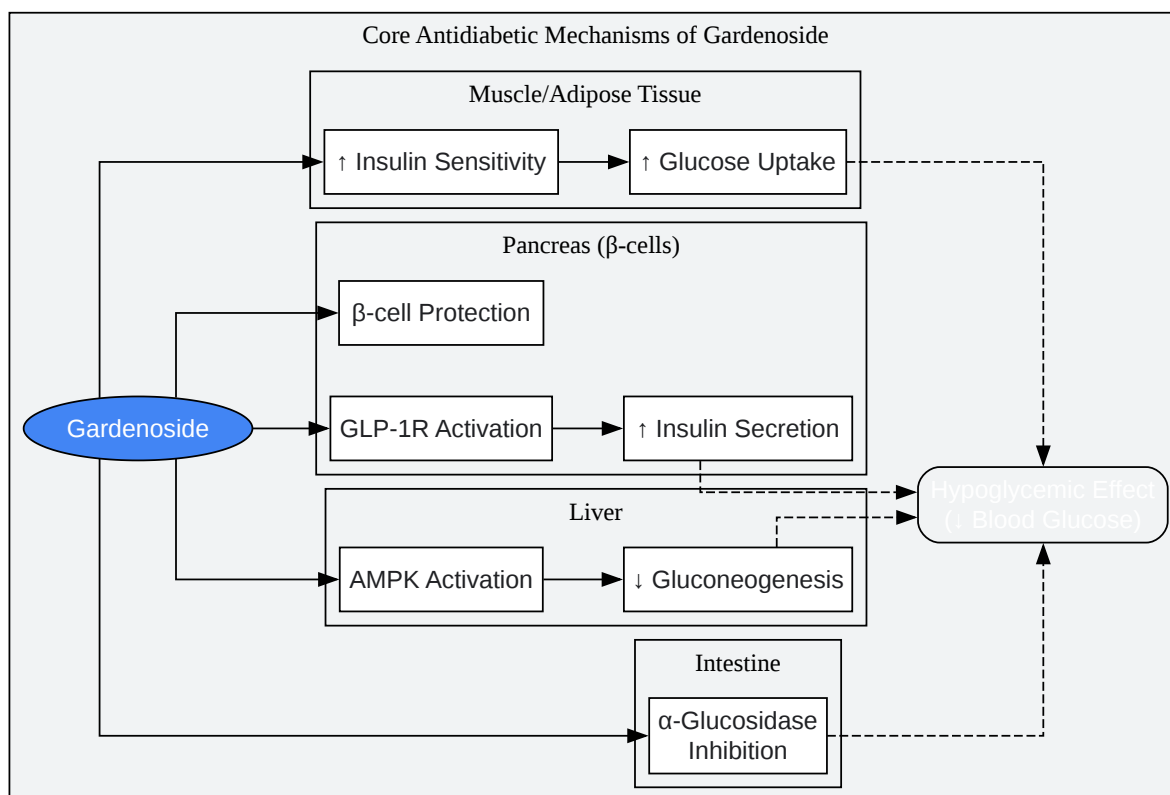 Core Antidiabetic Mechanisms of Gardenoside
Muscle/Adipose Tissue
↑ Insulin Sensitivity
↑ Glucose Uptake
Pancreas (β-cells)
β-cell Protection
Gardenoside
GLP-1R Activation
↑ Insulin Secretion
Hypoglycemic Effect
(↓ Blood Glucose)
Liver
AMPK Activation
↓ Gluconeogenesis
Intestine
α-Glucosidase
Inhibition